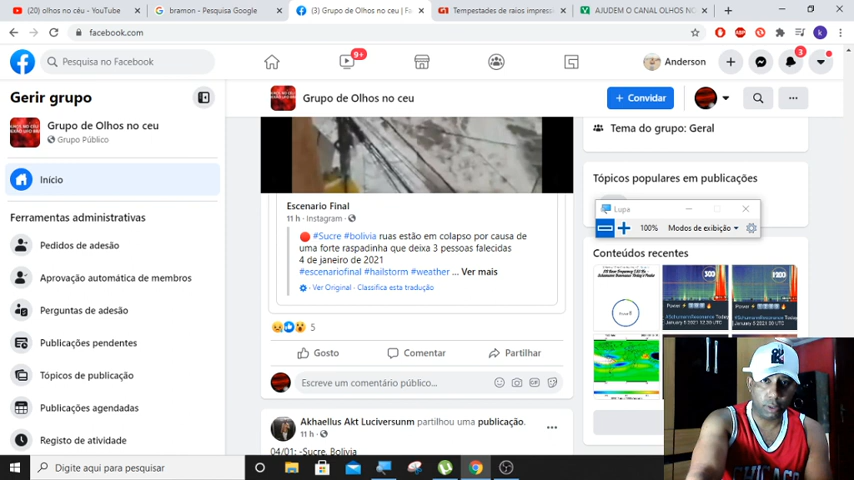 (20) olhos no céu - YouTube
bramon - Pesquisa Google
(3) Grupo de Olhos no ceu | Fa
Tempestades de raios impress
AJUDEM O CANAL OLHOS NO
facebook.com
Pesquisa no Facebook
9+
Anderson
3
Gerir grupo
Grupo de Olhos no ceu
Grupo Público
Início
Ferramentas administrativas
Pedidos de adesão
Aprovação automática de membros
Perguntas de adesão
Publicações pendentes
Tópicos de publicação
Publicações agendadas
Registo de atividade
Grupo de Olhos no ceu
+ Convidar
Escenario Final
11 h · Instagram ·
#Sucre #bolivia ruas estão em colapso por causa de
uma forte raspadinha que deixa 3 pessoas falecidas
4 de janeiro de 2021
#escenariofinal #hailstorm #weather ... Ver mais
· Ver Original · Classifica esta tradução
5
Gosto
Comentar
Partilhar
Escreve um comentário público...
GIF
Akhaellus Akt Luciversunm partilhou uma publicação.
11 h ·
04/01: -Sucre, Bolivia
Tema do grupo: Geral
Tópicos populares em publicações
Lupa
100%
Modos de exibição
Conteúdos recentes
Digite aqui para pesquisar